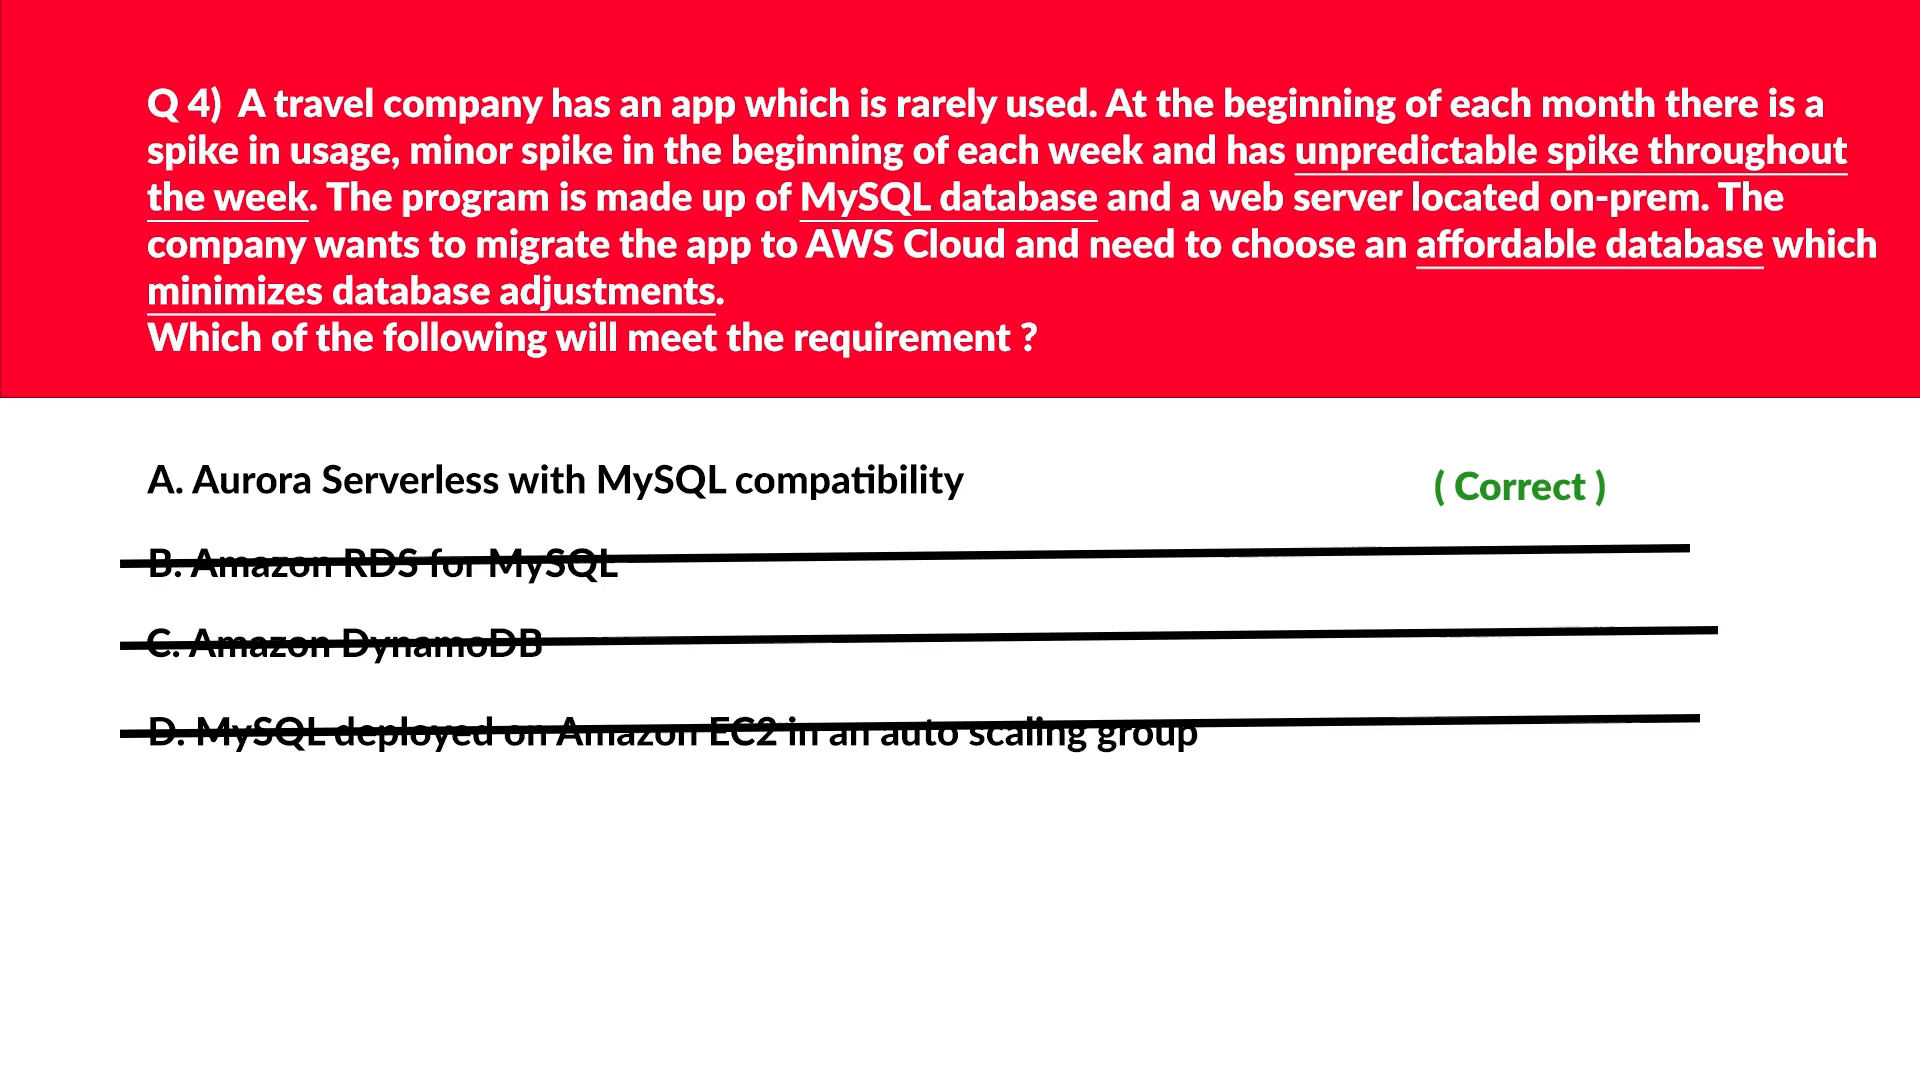 Q 4)  A travel company has an app which is rarely used. At the beginning of each month there is a
spike in usage, minor spike in the beginning of each week and has unpredictable spike throughout
the week. The program is made up of MySQL database and a web server located on-prem. The
company wants to migrate the app to AWS Cloud and need to choose an affordable database which
minimizes database adjustments.
Which of the following will meet the requirement ?
A. Aurora Serverless with MySQL compatibility
( Correct )
B. Amazon RDS for MySQL
C. Amazon DynamoDB
D. MySQL deployed on Amazon EC2 in an auto scaling group